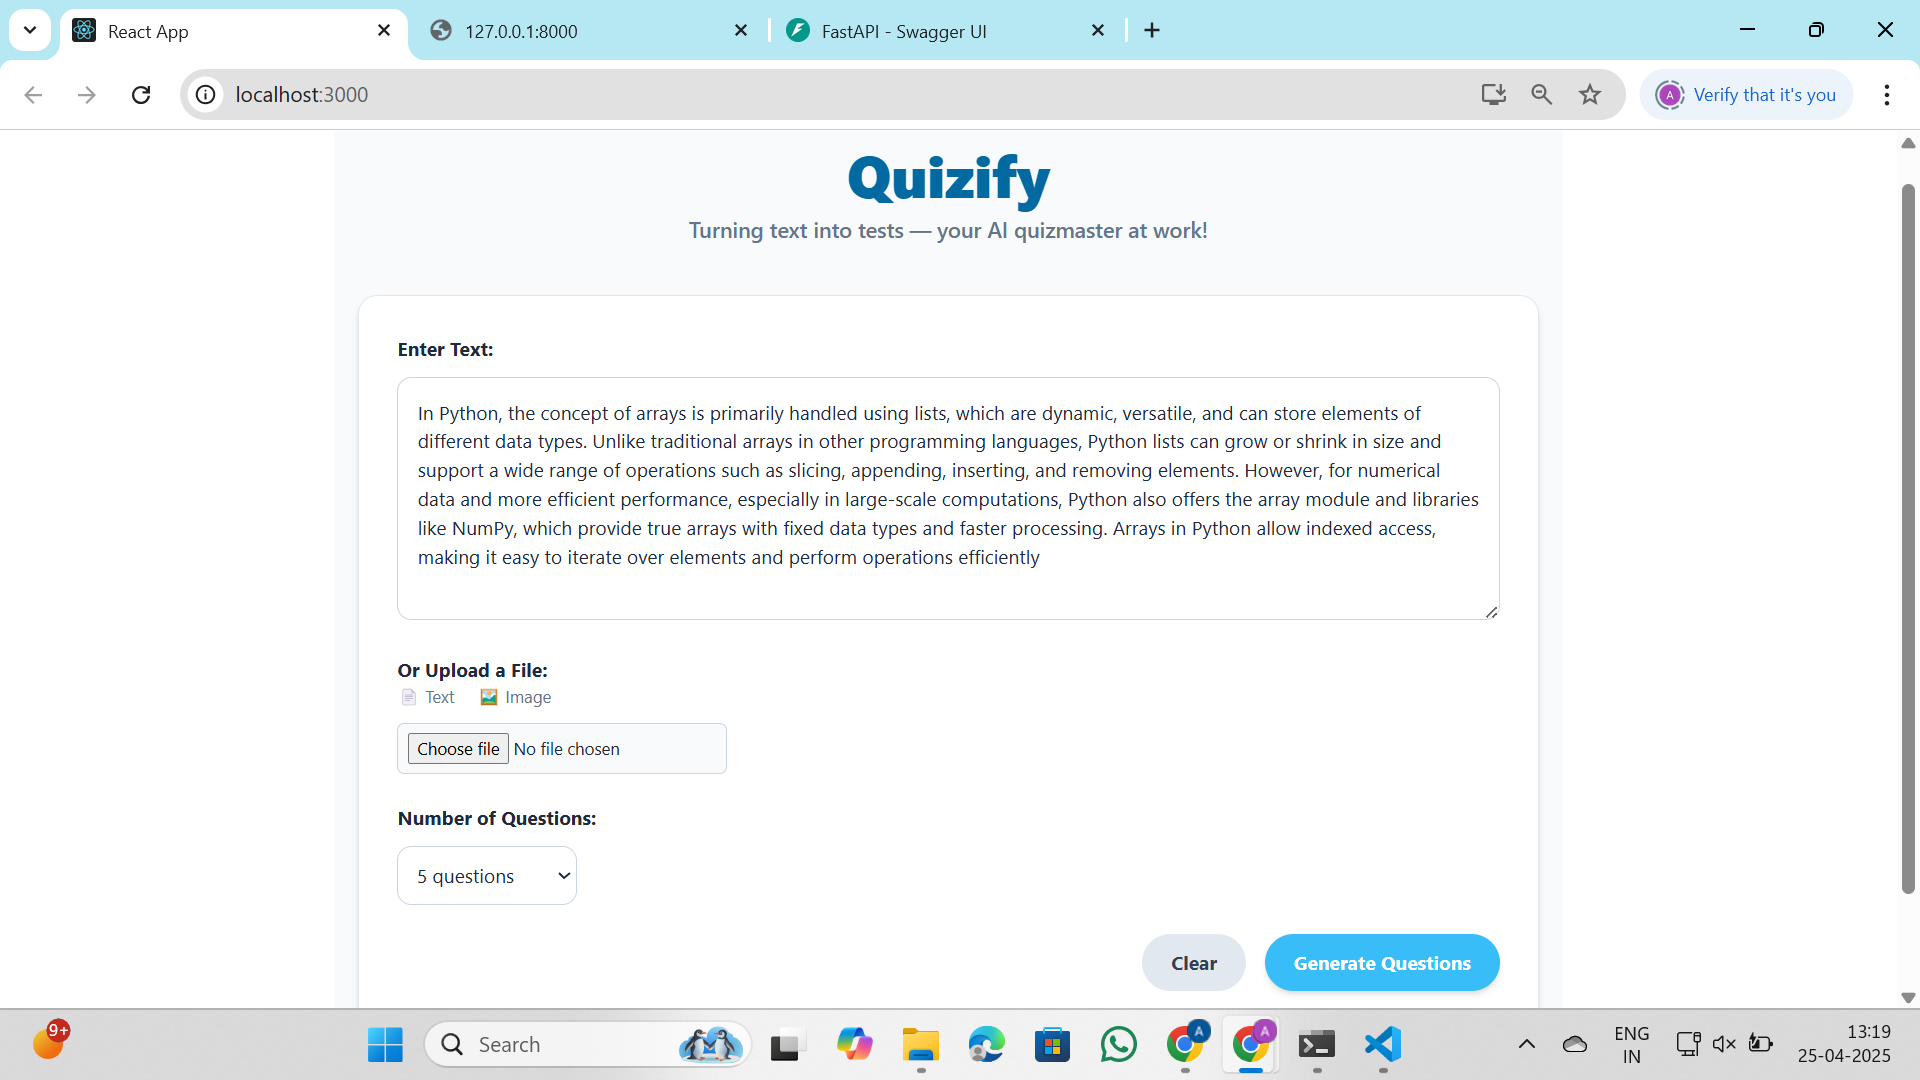 React App
127.0.0.1:8000
FastAPI - Swagger UI
localhost:3000
A
Verify that it's you
Quizify
Turning text into tests — your AI quizmaster at work!
Enter Text:
In Python, the concept of arrays is primarily handled using lists, which are dynamic, versatile, and can store elements of
different data types. Unlike traditional arrays in other programming languages, Python lists can grow or shrink in size and
support a wide range of operations such as slicing, appending, inserting, and removing elements. However, for numerical
data and more efficient performance, especially in large-scale computations, Python also offers the array module and libraries
like NumPy, which provide true arrays with fixed data types and faster processing. Arrays in Python allow indexed access,
making it easy to iterate over elements and perform operations efficiently
Or Upload a File:
Text Image
Choose file No file chosen
Number of Questions:
5 questions
Clear Generate Questions
9+
Search
A
A
ENG
IN
13:19
25-04-2025